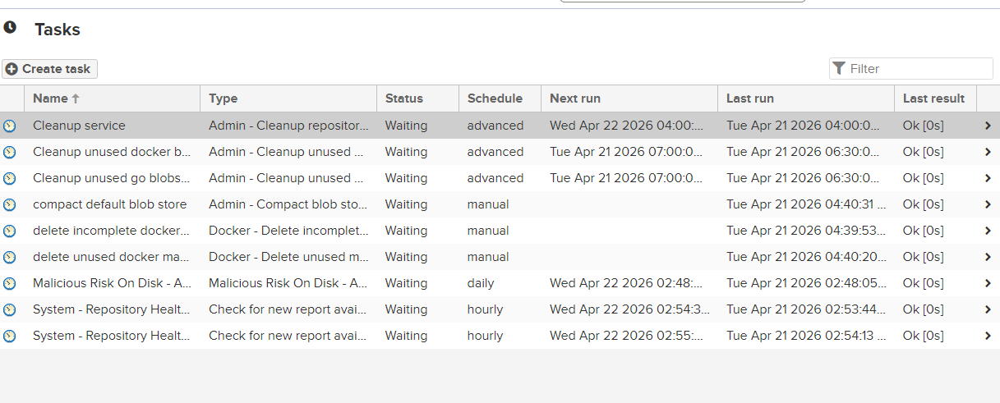 Tasks
Create task
Filter
Name Type Status Schedule Next run Last run Last result
Cleanup service Admin - Cleanup repositor... Waiting advanced Wed Apr 22 2026 04:00:... Tue Apr 21 2026 04:00:0... Ok [0s]
Cleanup unused docker b... Admin - Cleanup unused ... Waiting advanced Tue Apr 21 2026 07:00:0... Tue Apr 21 2026 06:30:0... Ok [0s]
Cleanup unused go blobs... Admin - Cleanup unused ... Waiting advanced Tue Apr 21 2026 07:00:0... Tue Apr 21 2026 06:30:0... Ok [0s]
compact default blob store Admin - Compact blob sto... Waiting manual Tue Apr 21 2026 04:40:31 ... Ok [0s]
delete incomplete docker... Docker - Delete incomplet... Waiting manual Tue Apr 21 2026 04:39:53... Ok [0s]
delete unused docker ma... Docker - Delete unused m... Waiting manual Tue Apr 21 2026 04:40:20... Ok [0s]
Malicious Risk On Disk - A... Malicious Risk On Disk - A... Waiting daily Wed Apr 22 2026 02:48:... Tue Apr 21 2026 02:48:05... Ok [0s]
System - Repository Healt... Check for new report avai... Waiting hourly Wed Apr 22 2026 02:54:3... Tue Apr 21 2026 02:53:44... Ok [0s]
System - Repository Healt... Check for new report avai... Waiting hourly Wed Apr 22 2026 02:55:... Tue Apr 21 2026 02:54:13 ... Ok [0s]